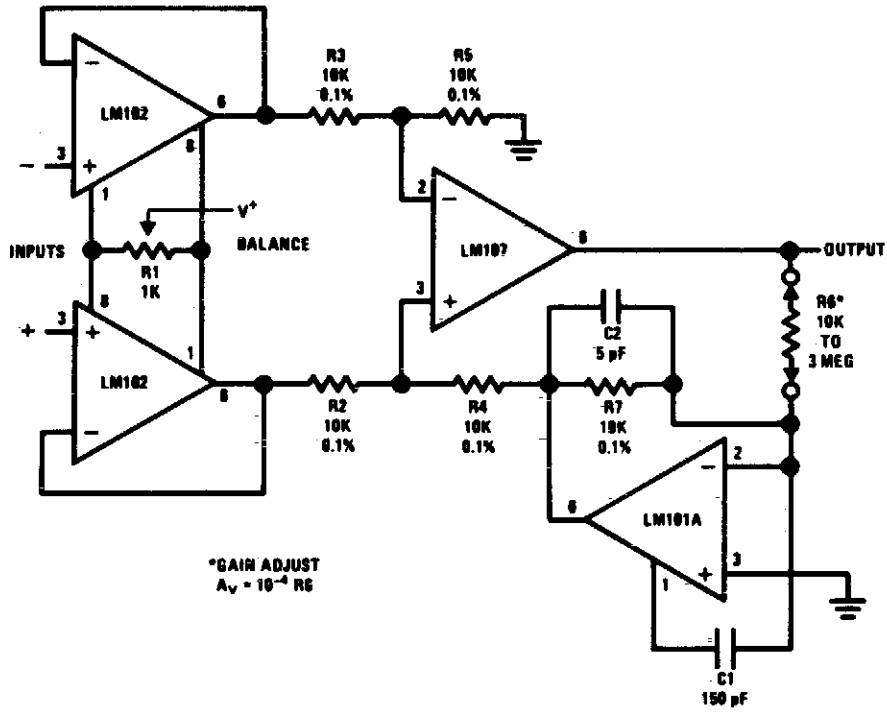 R3
10K
0.1%
R5
10K
0.1%
−
LM102
6
8
− 3 +
1
2
−
LM107
6
3
+
INPUTS
V+
R1
1K
BALANCE
OUTPUT
8
+ 3 +
1
LM102
6
−
R2
10K
0.1%
R4
10K
0.1%
C2
5 pF
R7
10K
0.1%
R6*
10K
TO
3 MEG
2
−
LM101A
6
3
+
1
C1
150 pF
*GAIN ADJUST
Av = 10⁻⁴ R6